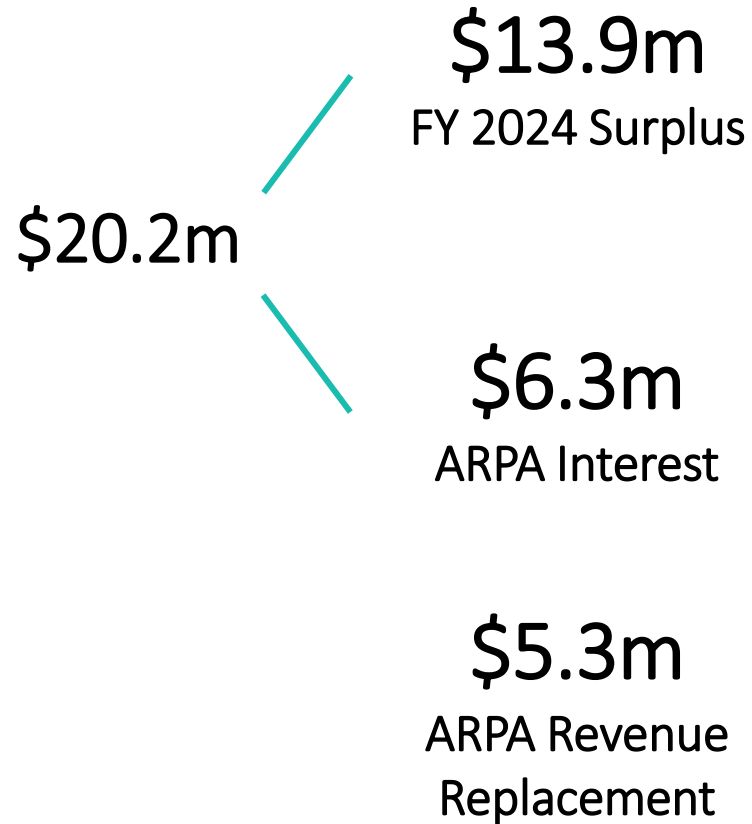 $13.9m
FY 2024 Surplus
$20.2m
$6.3m
ARPA Interest
$5.3m
ARPA Revenue
Replacement